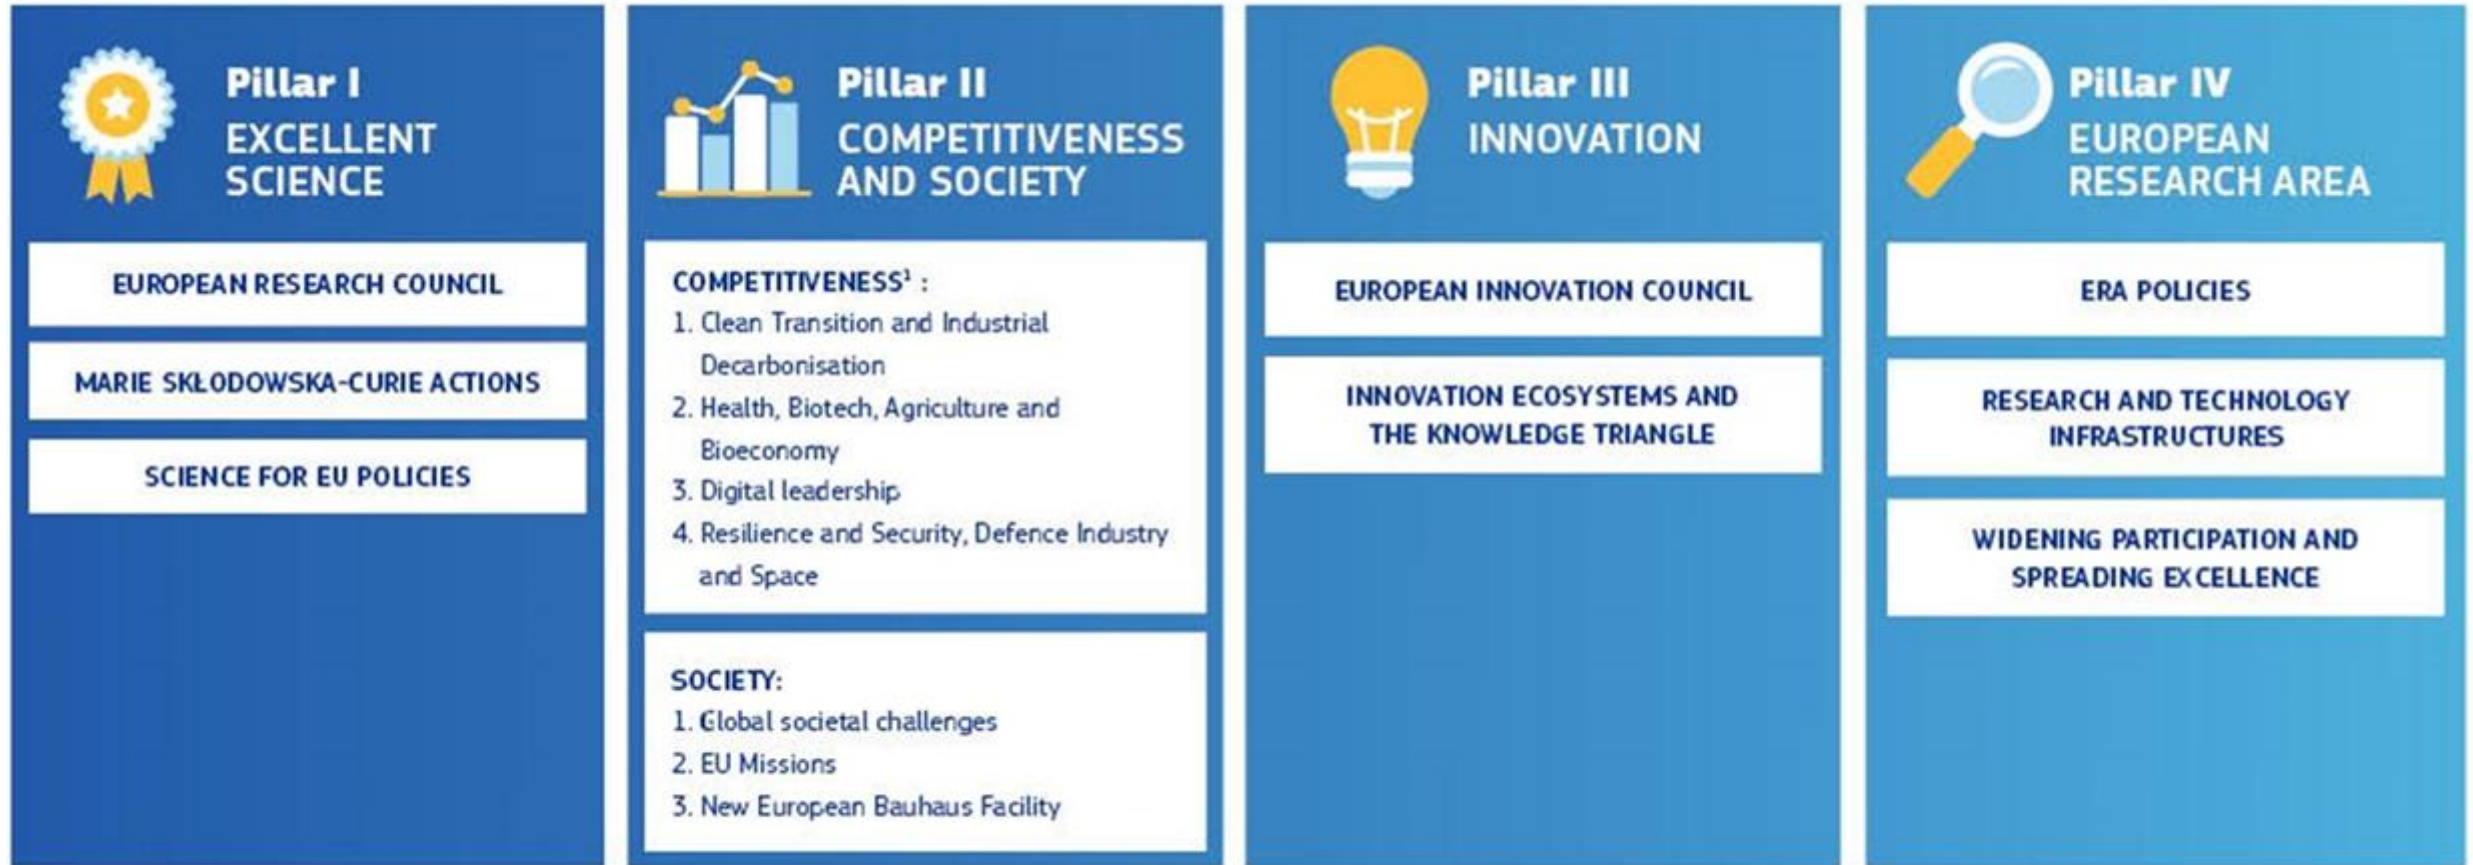 Pillar I
EXCELLENT
SCIENCE
EUROPEAN RESEARCH COUNCIL
MARIE SKŁODOWSKA-CURIE ACTIONS
SCIENCE FOR EU POLICIES
Pillar II
COMPETITIVENESS
AND SOCIETY
COMPETITIVENESS¹ :
1. Clean Transition and Industrial
Decarbonisation
2. Health, Biotech, Agriculture and
Bioeconomy
3. Digital leadership
4. Resilience and Security, Defence Industry
and Space
SOCIETY:
1. Global societal challenges
2. EU Missions
3. New European Bauhaus Facility
Pillar III
INNOVATION
EUROPEAN INNOVATION COUNCIL
INNOVATION ECOSYSTEMS AND
THE KNOWLEDGE TRIANGLE
Pillar IV
EUROPEAN
RESEARCH AREA
ERA POLICIES
RESEARCH AND TECHNOLOGY
INFRASTRUCTURES
WIDENING PARTICIPATION AND
SPREADING EXCELLENCE